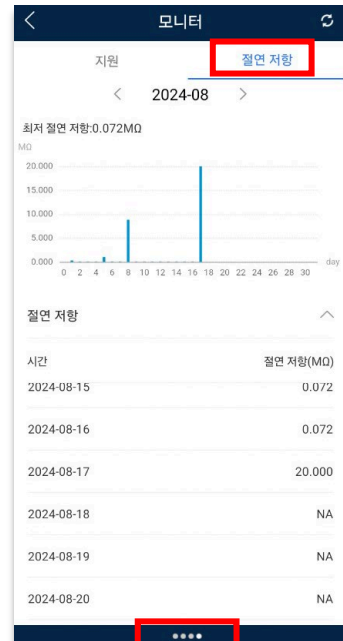 모니터
지원 절연 저항
< 2024-08 >
최저 절연 저항:0.072MΩ
MΩ
20.000
15.000
10.000
5.000
0.000
0 2 4 6 8 10 12 14 16 18 20 22 24 26 28 30 day
절연 저항
시간 절연 저항(MΩ)
2024-08-15 0.072
2024-08-16 0.072
2024-08-17 20.000
2024-08-18 NA
2024-08-19 NA
2024-08-20 NA